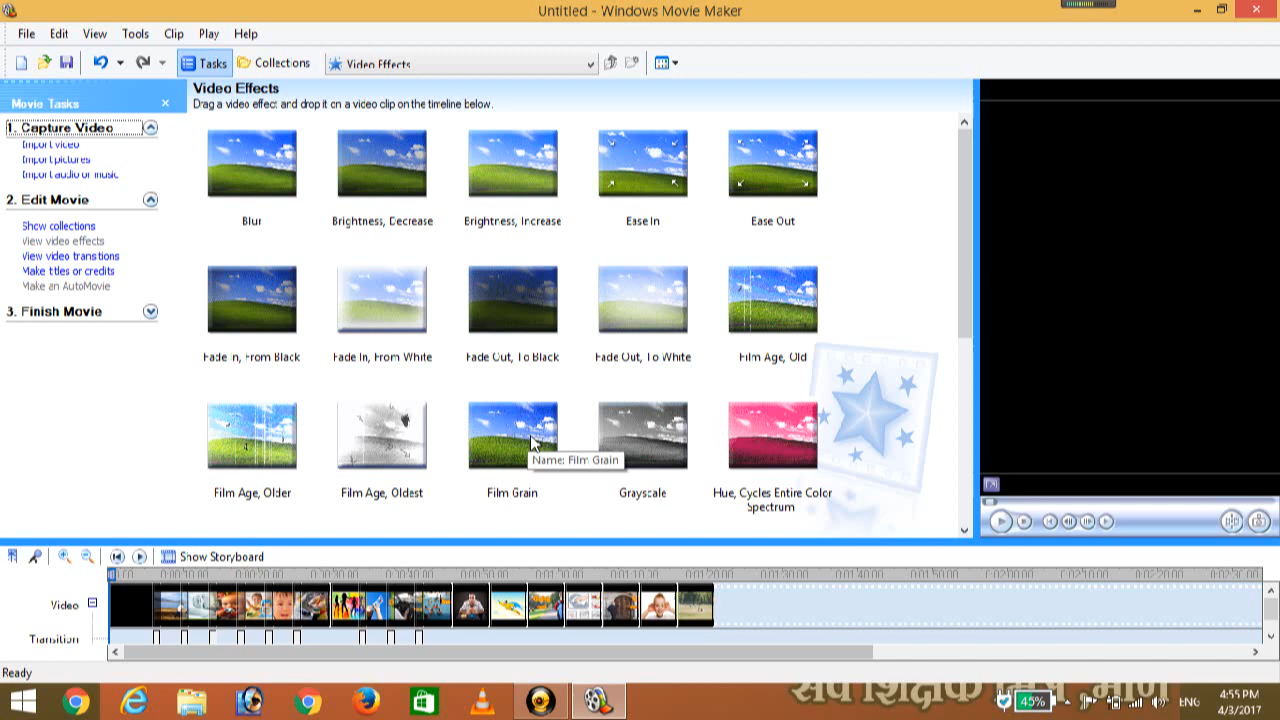 Untitled - Windows Movie Maker
File Edit View Tools Clip Play Help
Tasks Collections Video Effects
Movie Tasks
1. Capture Video
Import video
Import pictures
Import audio or music
2. Edit Movie
Show collections
View video effects
View video transitions
Make titles or credits
Make an AutoMovie
3. Finish Movie
Video Effects
Drag a video effect and drop it on a video clip on the timeline below.
Blur Brightness, Decrease Brightness, Increase Ease In Ease Out
Fade In, From Black Fade In, From White Fade Out, To Black Fade Out, To White Film Age, Old
Name: Film Grain
Film Age, Older Film Age, Oldest Film Grain Grayscale Hue, Cycles Entire Color
Spectrum
Show Storyboard
Video
Transition
Ready
45%
ENG
4:55 PM
4/3/2017